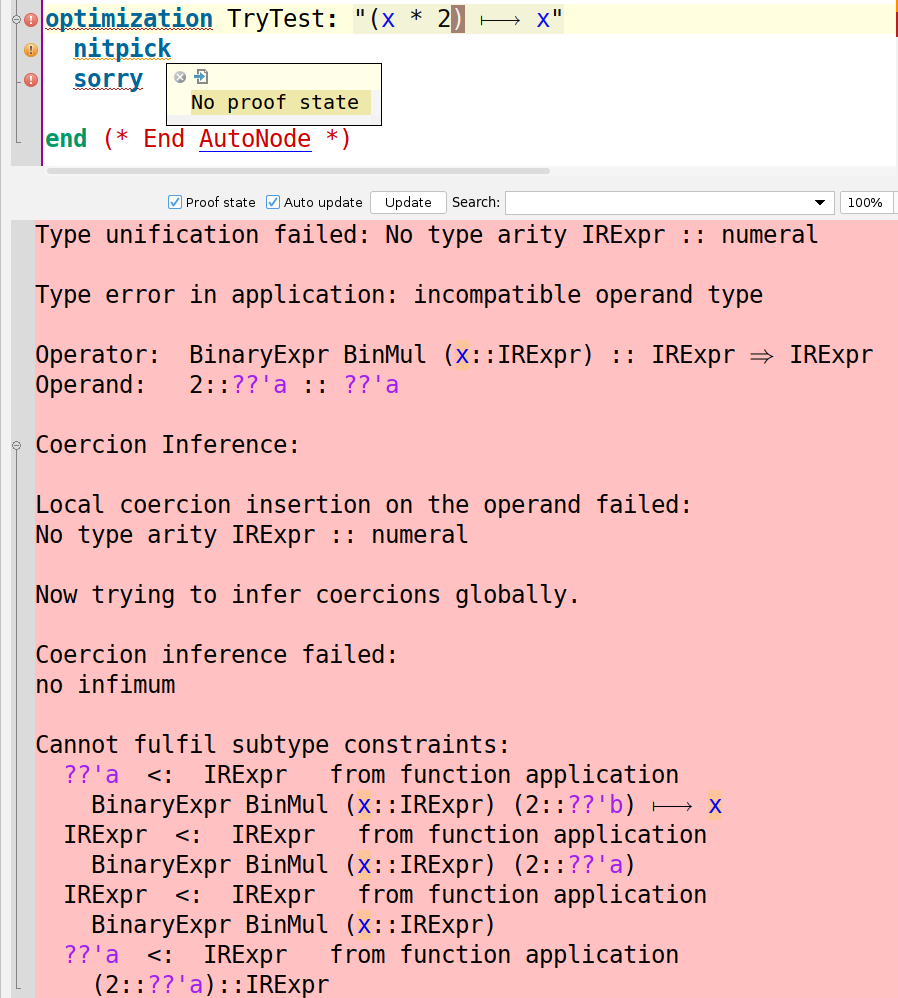 optimization TryTest: "(x * 2) ⟼ x"
nitpick
sorry
No proof state
end (* End AutoNode *)
Proof state Auto update Update Search: 100%
Type unification failed: No type arity IRExpr :: numeral
Type error in application: incompatible operand type
Operator:  BinaryExpr BinMul (x::IRExpr) :: IRExpr ⇒ IRExpr
Operand:   2::??'a :: ??'a
Coercion Inference:
Local coercion insertion on the operand failed:
No type arity IRExpr :: numeral
Now trying to infer coercions globally.
Coercion inference failed:
no infimum
Cannot fulfil subtype constraints:
??'a  <:  IRExpr   from function application
BinaryExpr BinMul (x::IRExpr) (2::??'b) ⟼ x
IRExpr  <:  IRExpr   from function application
BinaryExpr BinMul (x::IRExpr) (2::??'a)
IRExpr  <:  IRExpr   from function application
BinaryExpr BinMul (x::IRExpr)
??'a  <:  IRExpr   from function application
(2::??'a)::IRExpr